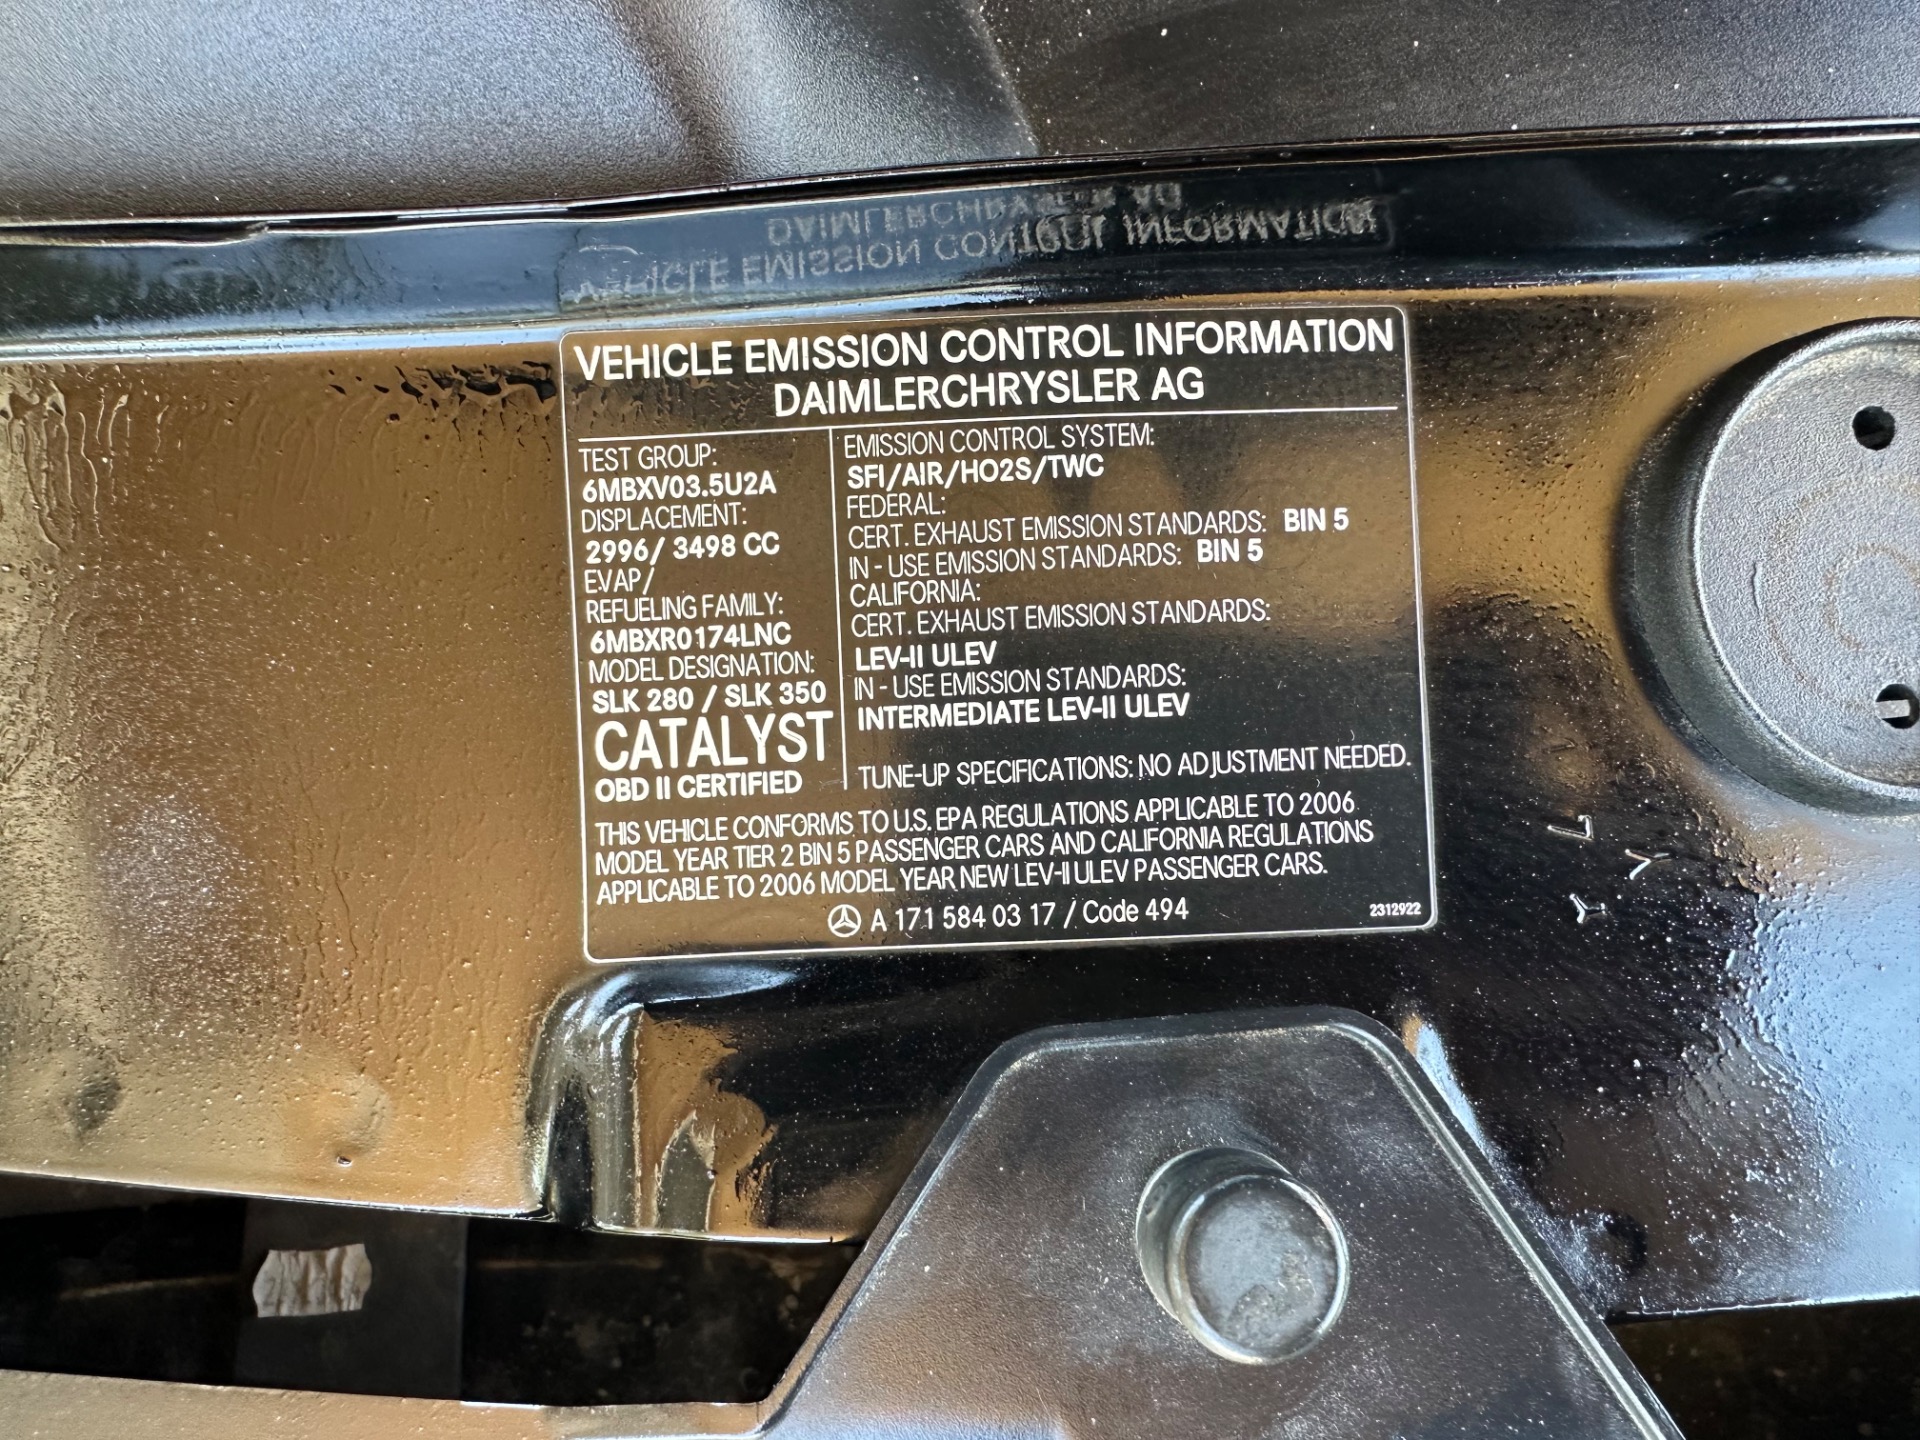 VEHICLE EMISSION CONTROL INFORMATION
DAIMLERCHRYSLER AG
TEST GROUP:
6MBXV03.5U2A
DISPLACEMENT:
2996/ 3498 CC
EVAP/
REFUELING FAMILY:
6MBXR0174LNC
MODEL DESIGNATION:
SLK 280 / SLK 350
CATALYST
OBD II CERTIFIED
EMISSION CONTROL SYSTEM:
SFI/AIR/HO2S/TWC
FEDERAL:
CERT. EXHAUST EMISSION STANDARDS: BIN 5
IN - USE EMISSION STANDARDS: BIN 5
CALIFORNIA:
CERT. EXHAUST EMISSION STANDARDS:
LEV-II ULEV
IN - USE EMISSION STANDARDS:
INTERMEDIATE LEV-II ULEV
TUNE-UP SPECIFICATIONS: NO ADJUSTMENT NEEDED.
THIS VEHICLE CONFORMS TO U.S. EPA REGULATIONS APPLICABLE TO 2006
MODEL YEAR TIER 2 BIN 5 PASSENGER CARS AND CALIFORNIA REGULATIONS
APPLICABLE TO 2006 MODEL YEAR NEW LEV-II ULEV PASSENGER CARS.
A 171 584 03 17 / Code 494
2312922